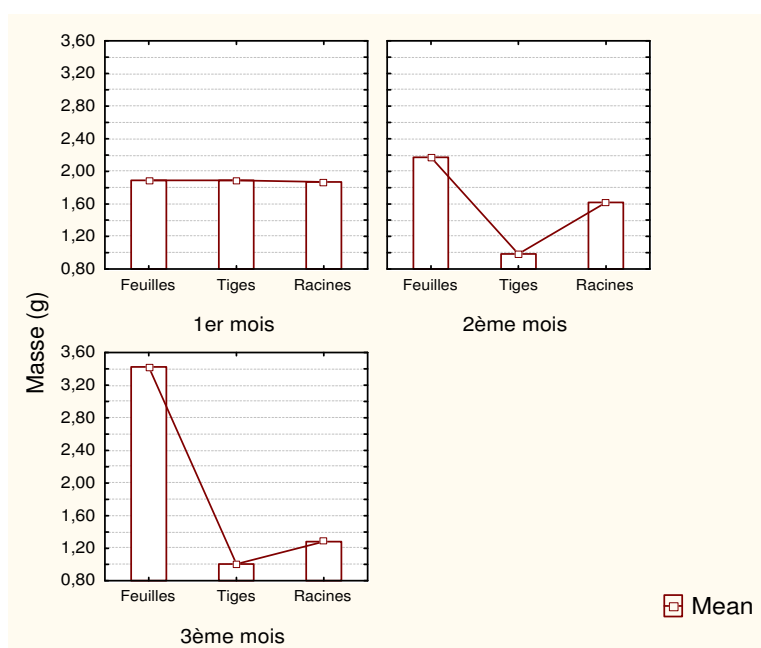 3,60
3,20
2,80
2,40
2,00
1,60
1,20
0,80
Feuilles Tiges Racines
Feuilles Tiges Racines
1er mois
2ème mois
Masse (g)
3,60
3,20
2,80
2,40
2,00
1,60
1,20
0,80
Feuilles Tiges Racines
3ème mois
Mean